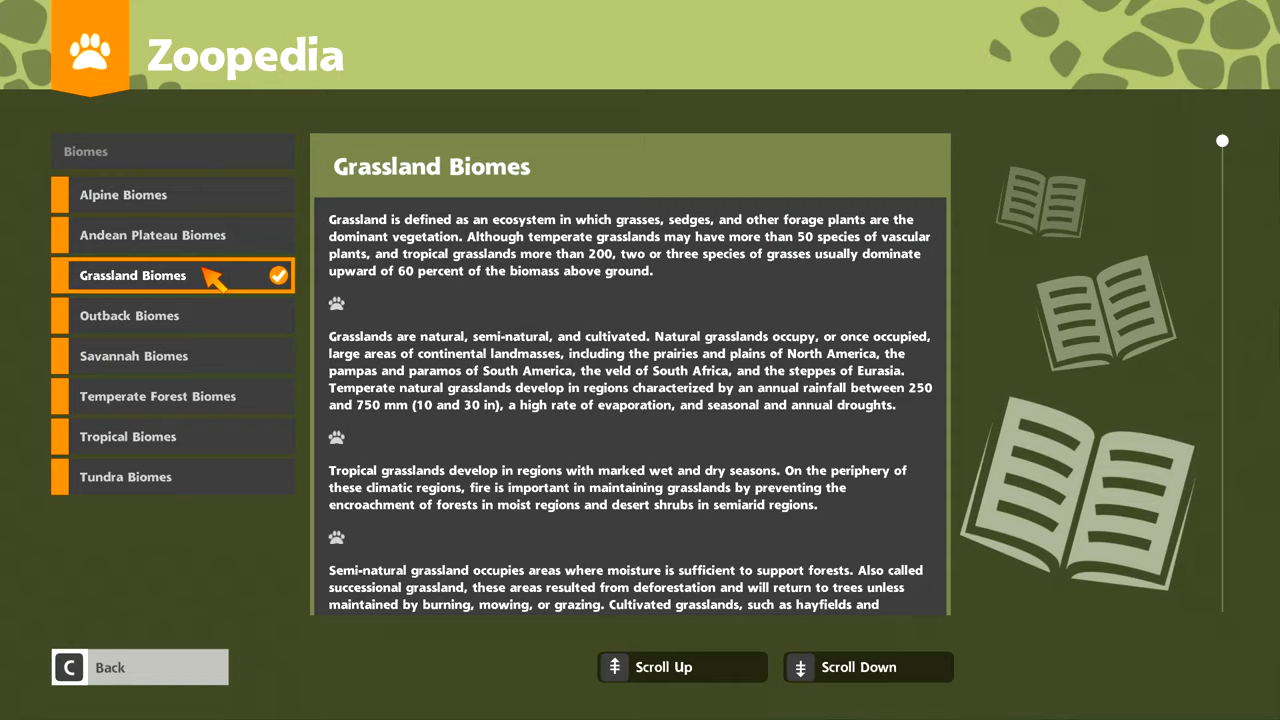 Zoopedia
Biomes
Alpine Biomes
Andean Plateau Biomes
Grassland Biomes
Outback Biomes
Savannah Biomes
Temperate Forest Biomes
Tropical Biomes
Tundra Biomes
Grassland Biomes
Grassland is defined as an ecosystem in which grasses, sedges, and other forage plants are the
dominant vegetation. Although temperate grasslands may have more than 50 species of vascular
plants, and tropical grasslands more than 200, two or three species of grasses usually dominate
upward of 60 percent of the biomass above ground.
Grasslands are natural, semi-natural, and cultivated. Natural grasslands occupy, or once occupied,
large areas of continental landmasses, including the prairies and plains of North America, the
pampas and paramos of South America, the veld of South Africa, and the steppes of Eurasia.
Temperate natural grasslands develop in regions characterized by an annual rainfall between 250
and 750 mm (10 and 30 in), a high rate of evaporation, and seasonal and annual droughts.
Tropical grasslands develop in regions with marked wet and dry seasons. On the periphery of
these climatic regions, fire is important in maintaining grasslands by preventing the
encroachment of forests in moist regions and desert shrubs in semiarid regions.
Semi-natural grassland occupies areas where moisture is sufficient to support forests. Also called
successional grassland, these areas resulted from deforestation and will return to trees unless
maintained by burning, mowing, or grazing. Cultivated grasslands, such as hayfields and
C Back
Scroll Up
Scroll Down